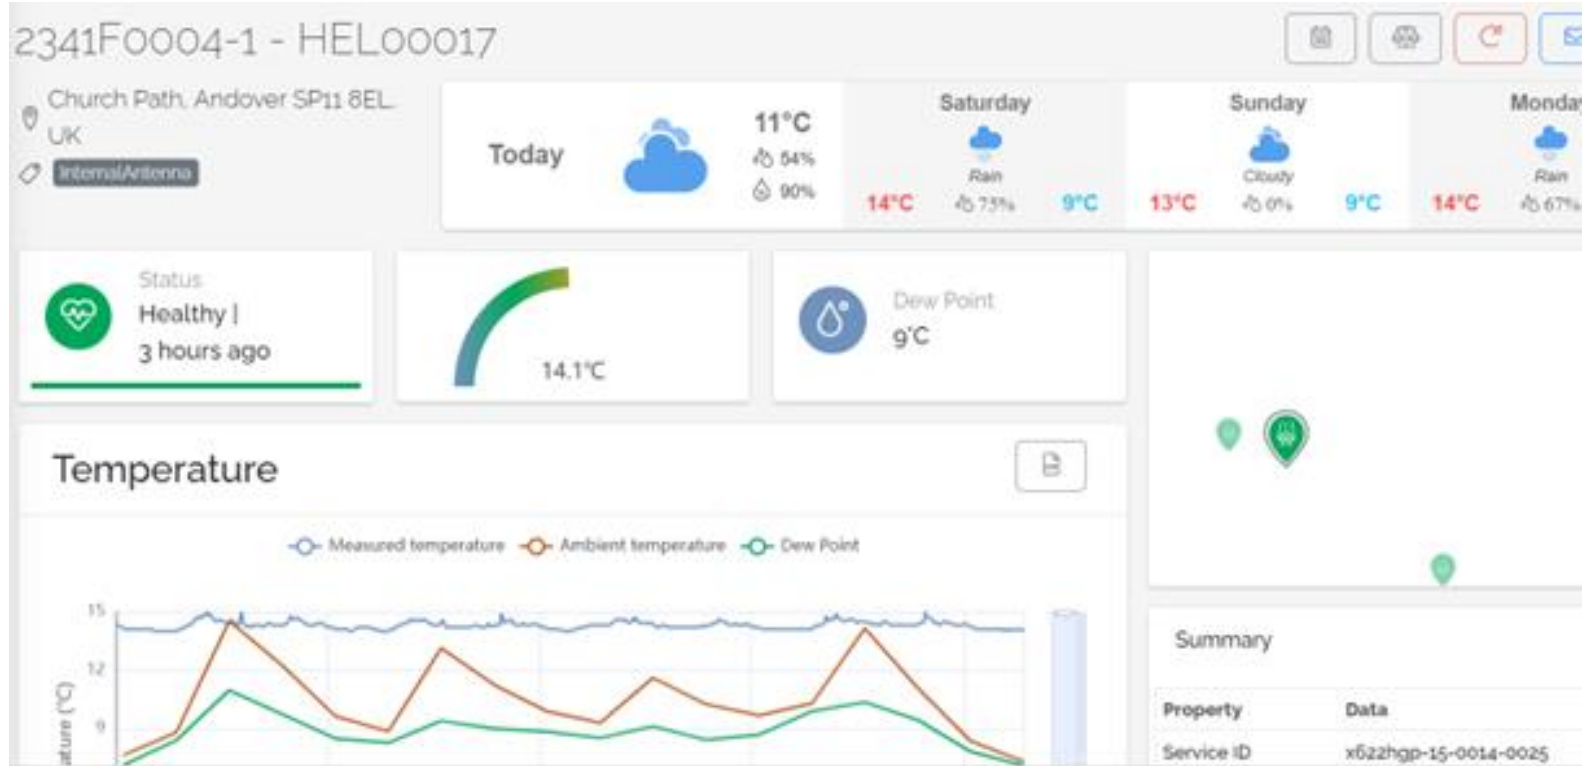 2341F0004-1 - HEL00017
Church Path, Andover SP11 8EL,
UK
InternalAntenna
Today
11°C
54%
90%
Saturday
Rain
14°C
73%
9°C
Sunday
Cloudy
13°C
0%
9°C
Monday
Rain
14°C
67%
Status
Healthy |
3 hours ago
14.1°C
Dew Point
9°C
Temperature
Measured temperature
Ambient temperature
Dew Point
15
12
9
ature (°C)
Summary
Property Data
Service ID x622hgp-15-0014-0025